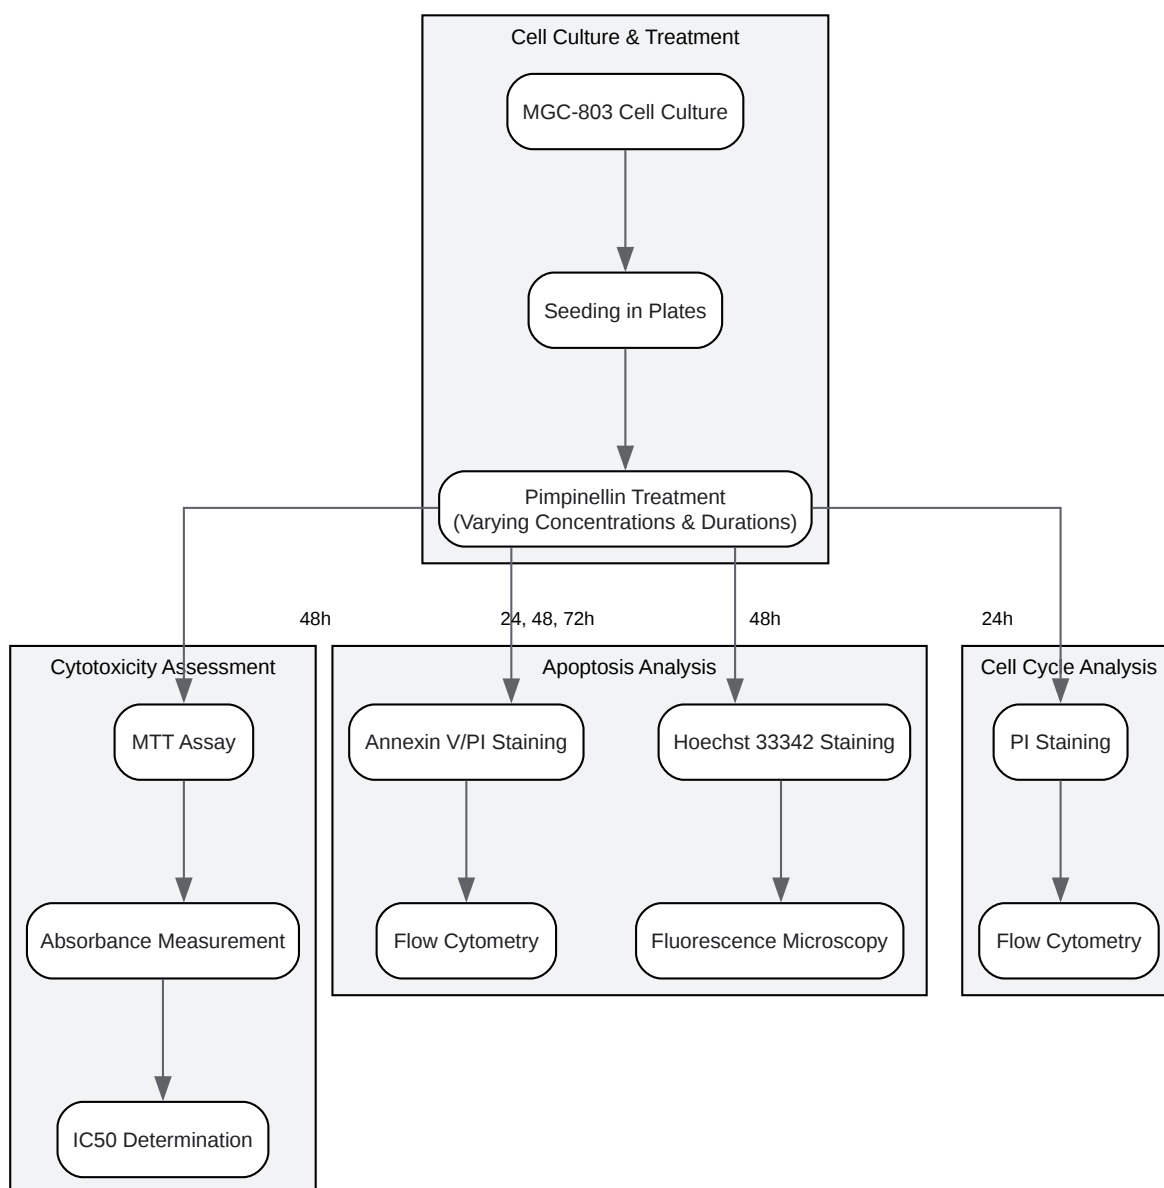 Cell Culture & Treatment
MGC-803 Cell Culture
Seeding in Plates
Pimpinellin Treatment
(Varying Concentrations & Durations)
48h
24, 48, 72h
48h
24h
Cytotoxicity Assessment
Apoptosis Analysis
Cell Cycle Analysis
MTT Assay
Annexin V/PI Staining
Hoechst 33342 Staining
PI Staining
Absorbance Measurement
Flow Cytometry
Fluorescence Microscopy
Flow Cytometry
IC50 Determination